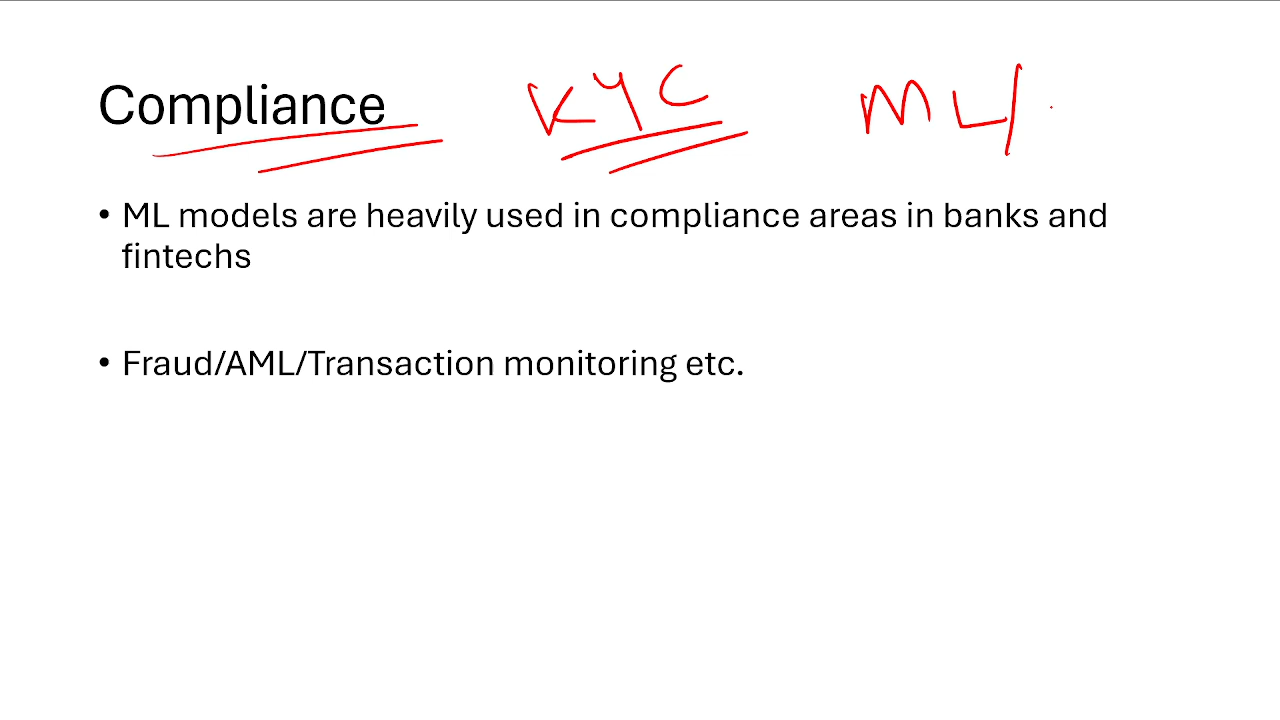 Compliance KYC ML/
• ML models are heavily used in compliance areas in banks and
fintechs
• Fraud/AML/Transaction monitoring etc.